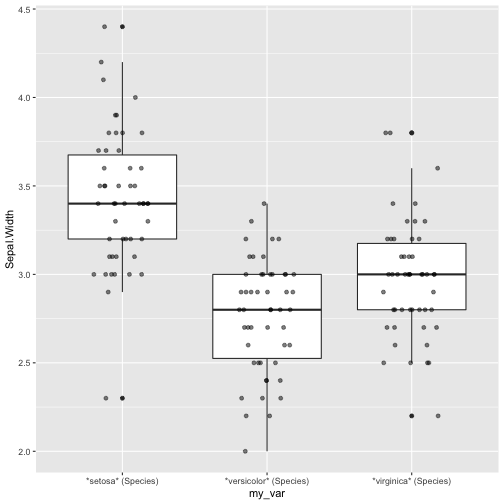 4.5
4.0
3.5
3.0
2.5
2.0
Sepal.Width
*setosa* (Species)
*versicolor* (Species)
*virginica* (Species)
my_var